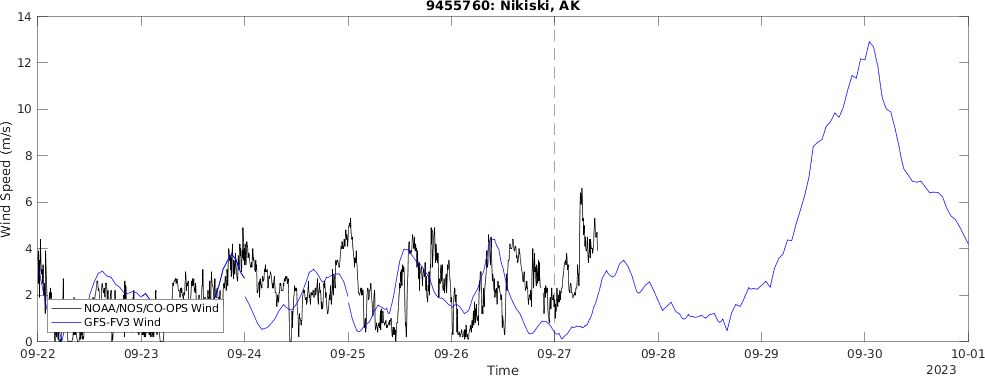 9455760: Nikiski, AK
Wind Speed (m/s)
14
12
10
8
6
4
2
0
NOAA/NOS/CO-OPS Wind
GFS-FV3 Wind
09-22 09-23 09-24 09-25 09-26 09-27 09-28 09-29 09-30 10-01
Time
2023